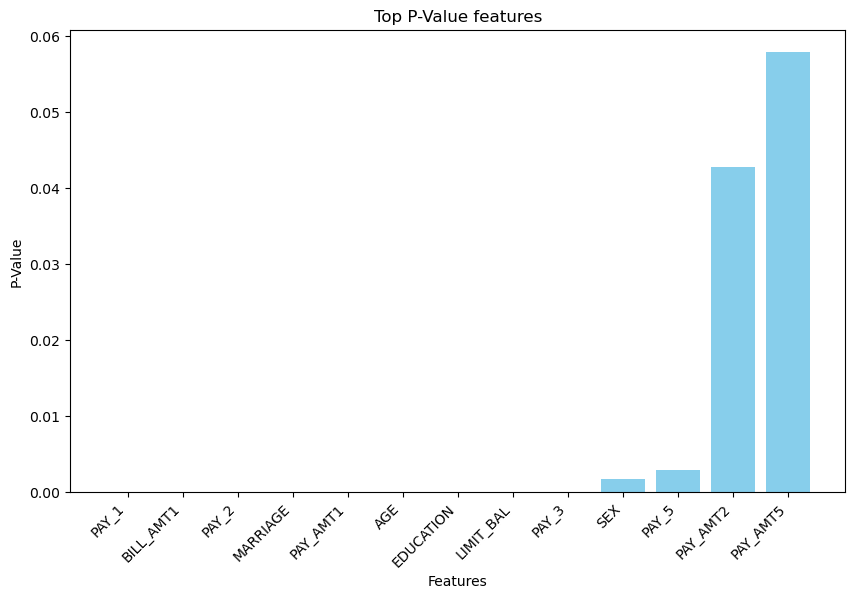 Top P-Value features
P-Value
0.06
0.05
0.04
0.03
0.02
0.01
0.00
PAY_1
BILL_AMT1
PAY_2
MARRIAGE
PAY_AMT1
AGE
EDUCATION
LIMIT_BAL
PAY_3
SEX
PAY_5
PAY_AMT2
PAY_AMT5
Features